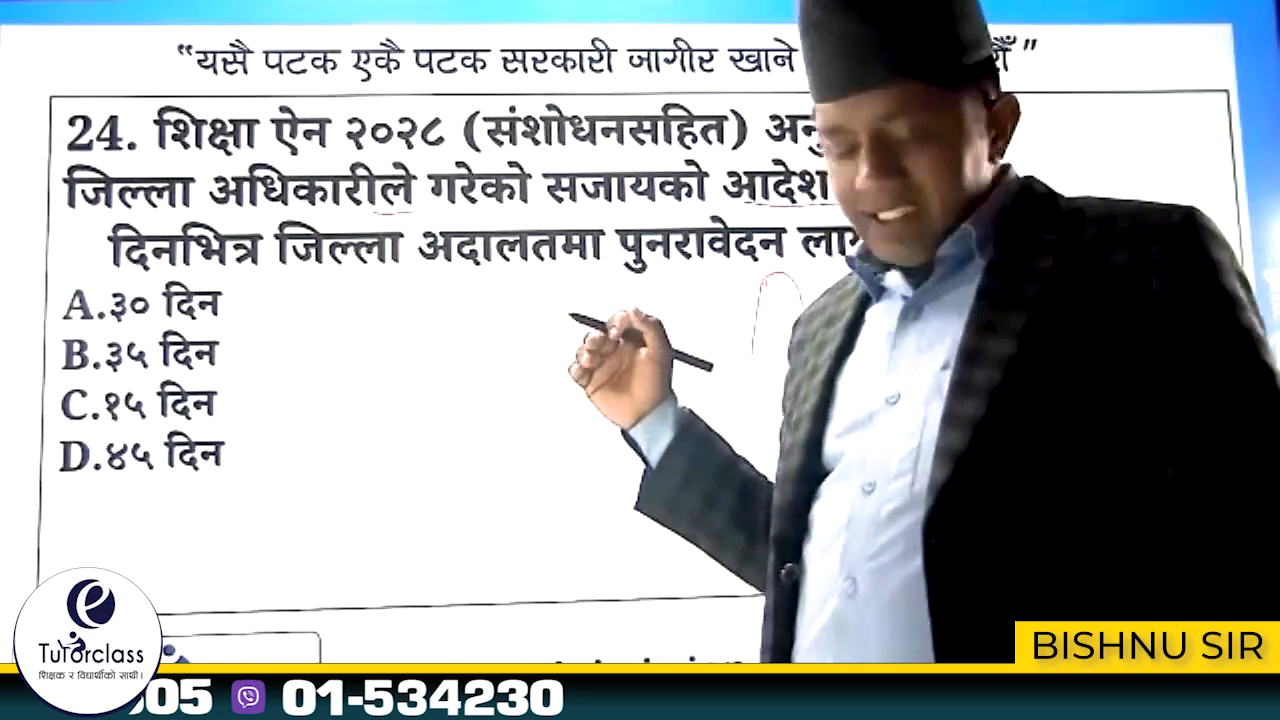 “यसै पटक एकै पटक सरकारी जागीर खाने ”
24. शिक्षा ऐन २०२८ (संशोधनसहित)
जिल्ला अधिकारीले गरेको सजायको आदेश
दिनभित्र जिल्ला अदालतमा पुनरावेदन
A.३० दिन
B.३५ दिन
C.१५ दिन
D.४५ दिन
BISHNU SIR
Tutorclass
शिक्षक र विद्यार्थीको साथी।
605 01-534230